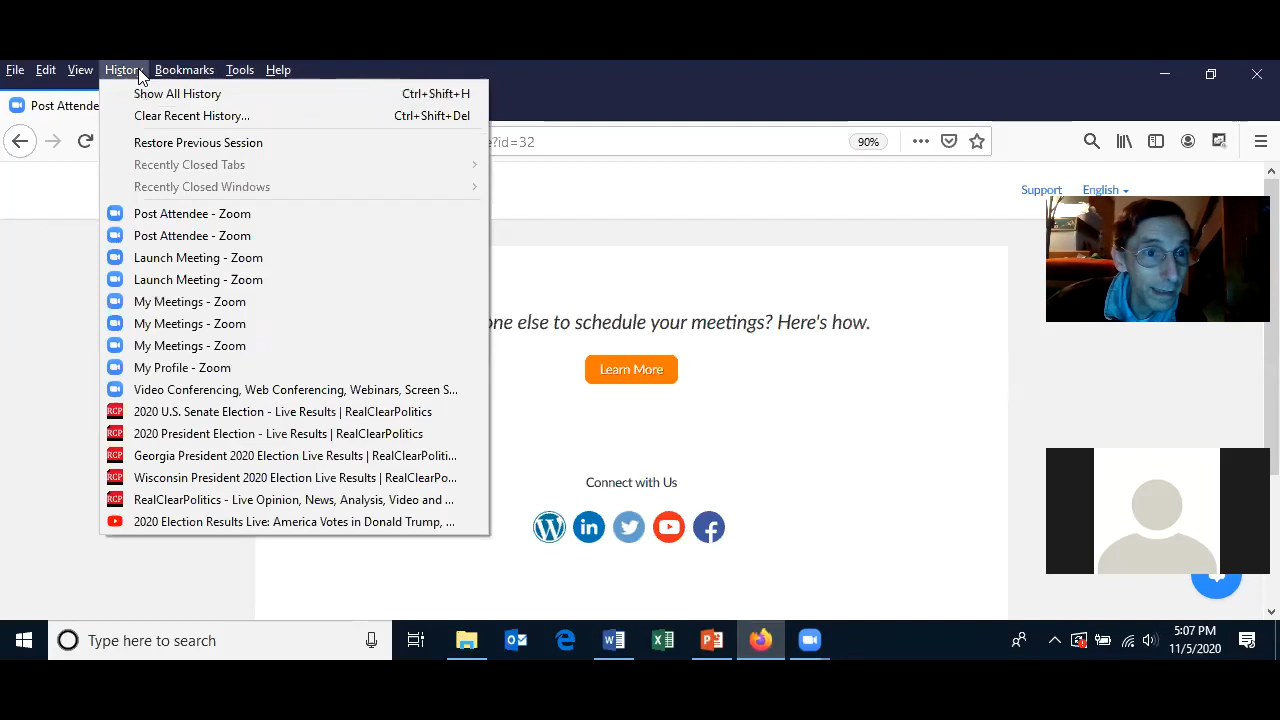 File Edit View History Bookmarks Tools Help
Show All History Ctrl+Shift+H
Clear Recent History... Ctrl+Shift+Del
Post Attende
Restore Previous Session
e?id=32
90%
Recently Closed Tabs
Recently Closed Windows
Support English
Post Attendee - Zoom
Post Attendee - Zoom
Launch Meeting - Zoom
Launch Meeting - Zoom
My Meetings - Zoom
My Meetings - Zoom
My Meetings - Zoom
My Profile - Zoom
Video Conferencing, Web Conferencing, Webinars, Screen S...
RCP 2020 U.S. Senate Election - Live Results | RealClearPolitics
RCP 2020 President Election - Live Results | RealClearPolitics
RCP Georgia President 2020 Election Live Results | RealClearPoliti...
RCP Wisconsin President 2020 Election Live Results | RealClearPo...
RCP RealClearPolitics - Live Opinion, News, Analysis, Video and ...
2020 Election Results Live: America Votes in Donald Trump, ...
one else to schedule your meetings? Here's how.
Learn More
Connect with Us
Type here to search
5:07 PM
11/5/2020